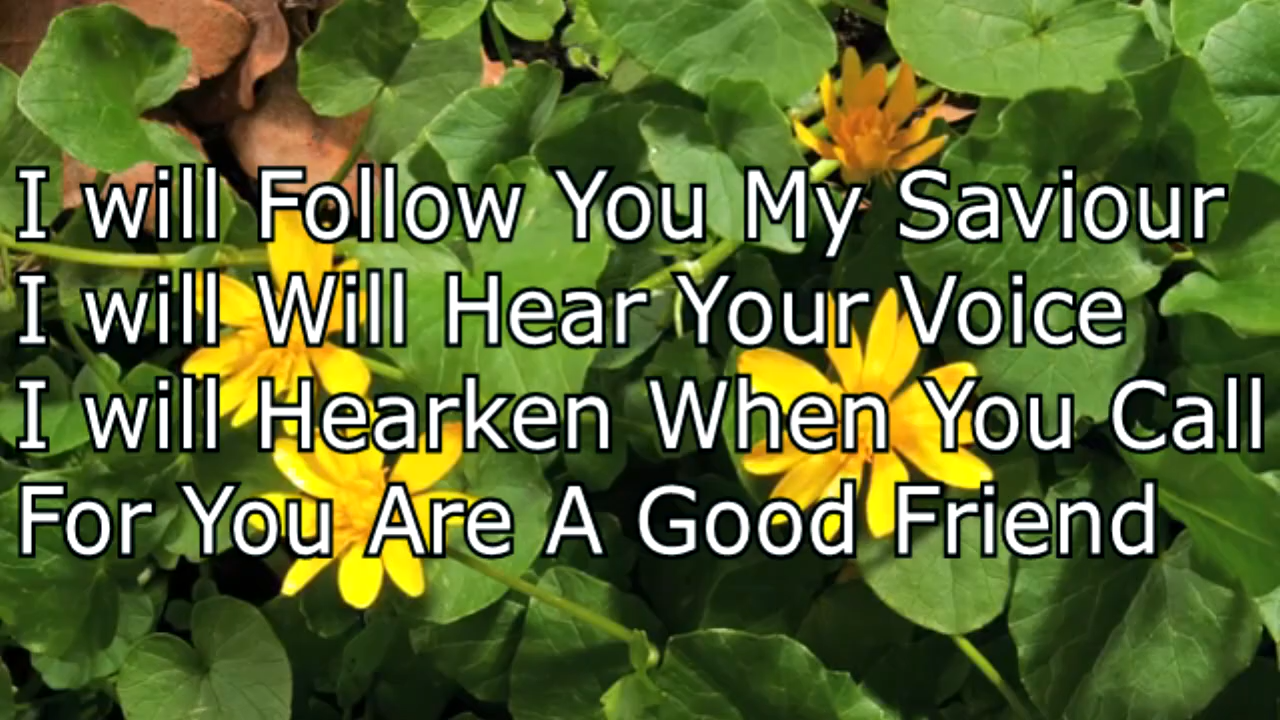 I will Follow You My Saviour
I will Will Hear Your Voice
I will Hearken When You Call
For You Are A Good Friend